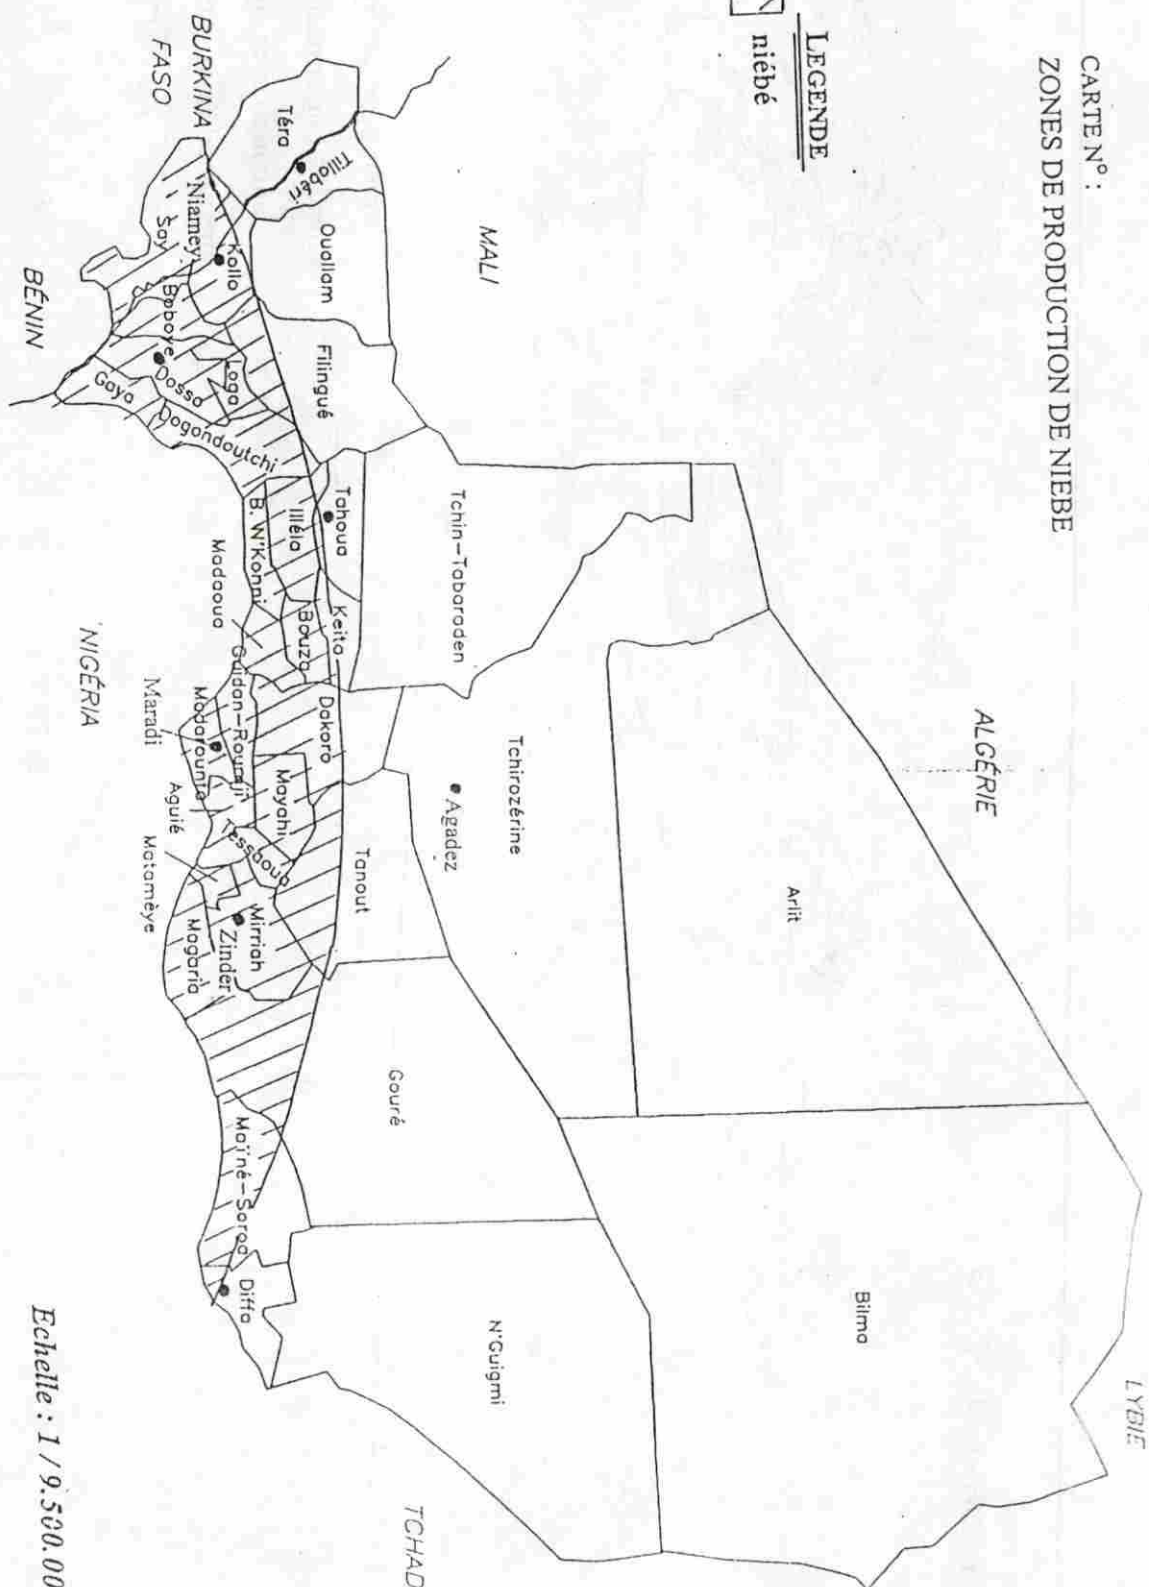 CARTE N° :
ZONES DE PRODUCTION DE NIEBE
LEGENDE
niébé
ALGÉRIE
LYBIE
MALI
TCHAD
BURKINA
FASO
BÉNIN
NIGÉRIA
Arlit
Bilma
Tchirozérine
Agadez
Tchin-Tabaraden
N'Guigmi
Gouré
Tanout
Téra
Tillabéri
Ouallam
Filingué
Tahoua
Keita
Dakoro
Illéla
Bouza
B. N'Konni
Madaoua
Guidan-Roumji
Mayahi
Madarounfa
Maradi
Aguié
Tessaoua
Matamèye
Mirriah
Zinder
Magaria
Maïné-Soroa
Diffa
Niamey
Say
Kollo
Boboye
Loga
Dosso
Gaya
Dogondoutchi
Echelle : 1 / 9.500.00